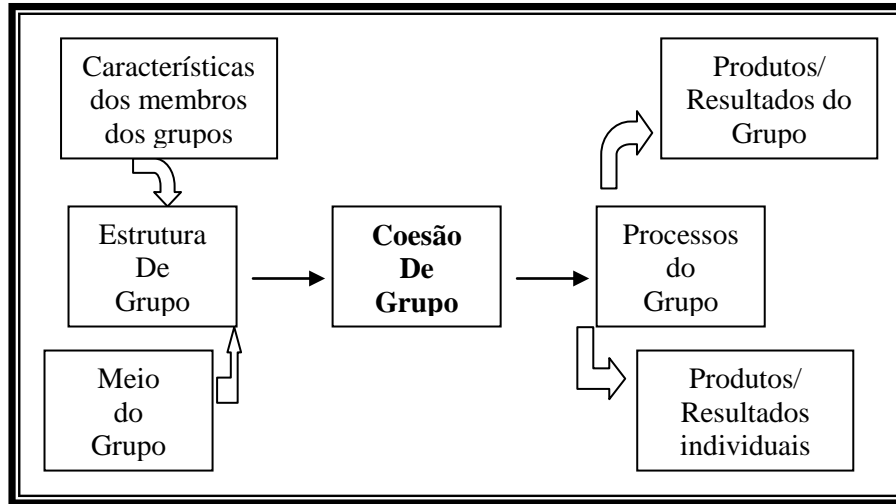 Características
dos membros
dos grupos
Produtos/
Resultados do
Grupo
Estrutura
De
Grupo
Coesão
De
Grupo
Processos
do
Grupo
Meio
do
Grupo
Produtos/
Resultados
individuais